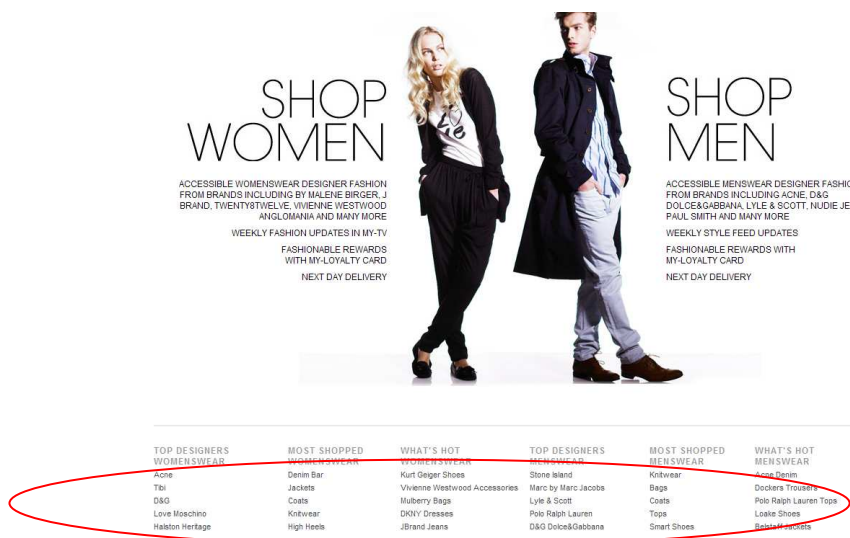 SHOP
WOMEN
ACCESSIBLE WOMENSWEAR DESIGNER FASHION
FROM BRANDS INCLUDING BY MALENE BIRGER, J
BRAND, TWENTY8TWELVE, VIVIENNE WESTWOOD
ANGLOMANIA AND MANY MORE
WEEKLY FASHION UPDATES IN MY-TV
FASHIONABLE REWARDS
WITH MY-LOYALTY CARD
NEXT DAY DELIVERY
LOVE
SHOP
MEN
ACCESSIBLE MENSWEAR DESIGNER FASHIO
FROM BRANDS INCLUDING ACNE, D&G
DOLCE&GABBANA, LYLE & SCOTT, NUDIE JE
PAUL SMITH AND MANY MORE
WEEKLY STYLE FEED UPDATES
FASHIONABLE REWARDS WITH
MY-LOYALTY CARD
NEXT DAY DELIVERY
TOP DESIGNERS
WOMENSWEAR
Acne
Tibi
D&G
Love Moschino
Halston Heritage
MOST SHOPPED
WOMENSWEAR
Denim Bar
Jackets
Coats
Knitwear
High Heels
WHAT'S HOT
WOMENSWEAR
Kurt Geiger Shoes
Vivienne Westwood Accessories
Mulberry Bags
DKNY Dresses
JBrand Jeans
TOP DESIGNERS
MENSWEAR
Stone Island
Marc by Marc Jacobs
Lyle & Scott
Polo Ralph Lauren
D&G Dolce&Gabbana
MOST SHOPPED
MENSWEAR
Knitwear
Bags
Coats
Tops
Smart Shoes
WHAT'S HOT
MENSWEAR
Acne Denim
Dockers Trousers
Polo Ralph Lauren Tops
Loake Shoes
Belstaff Jackets